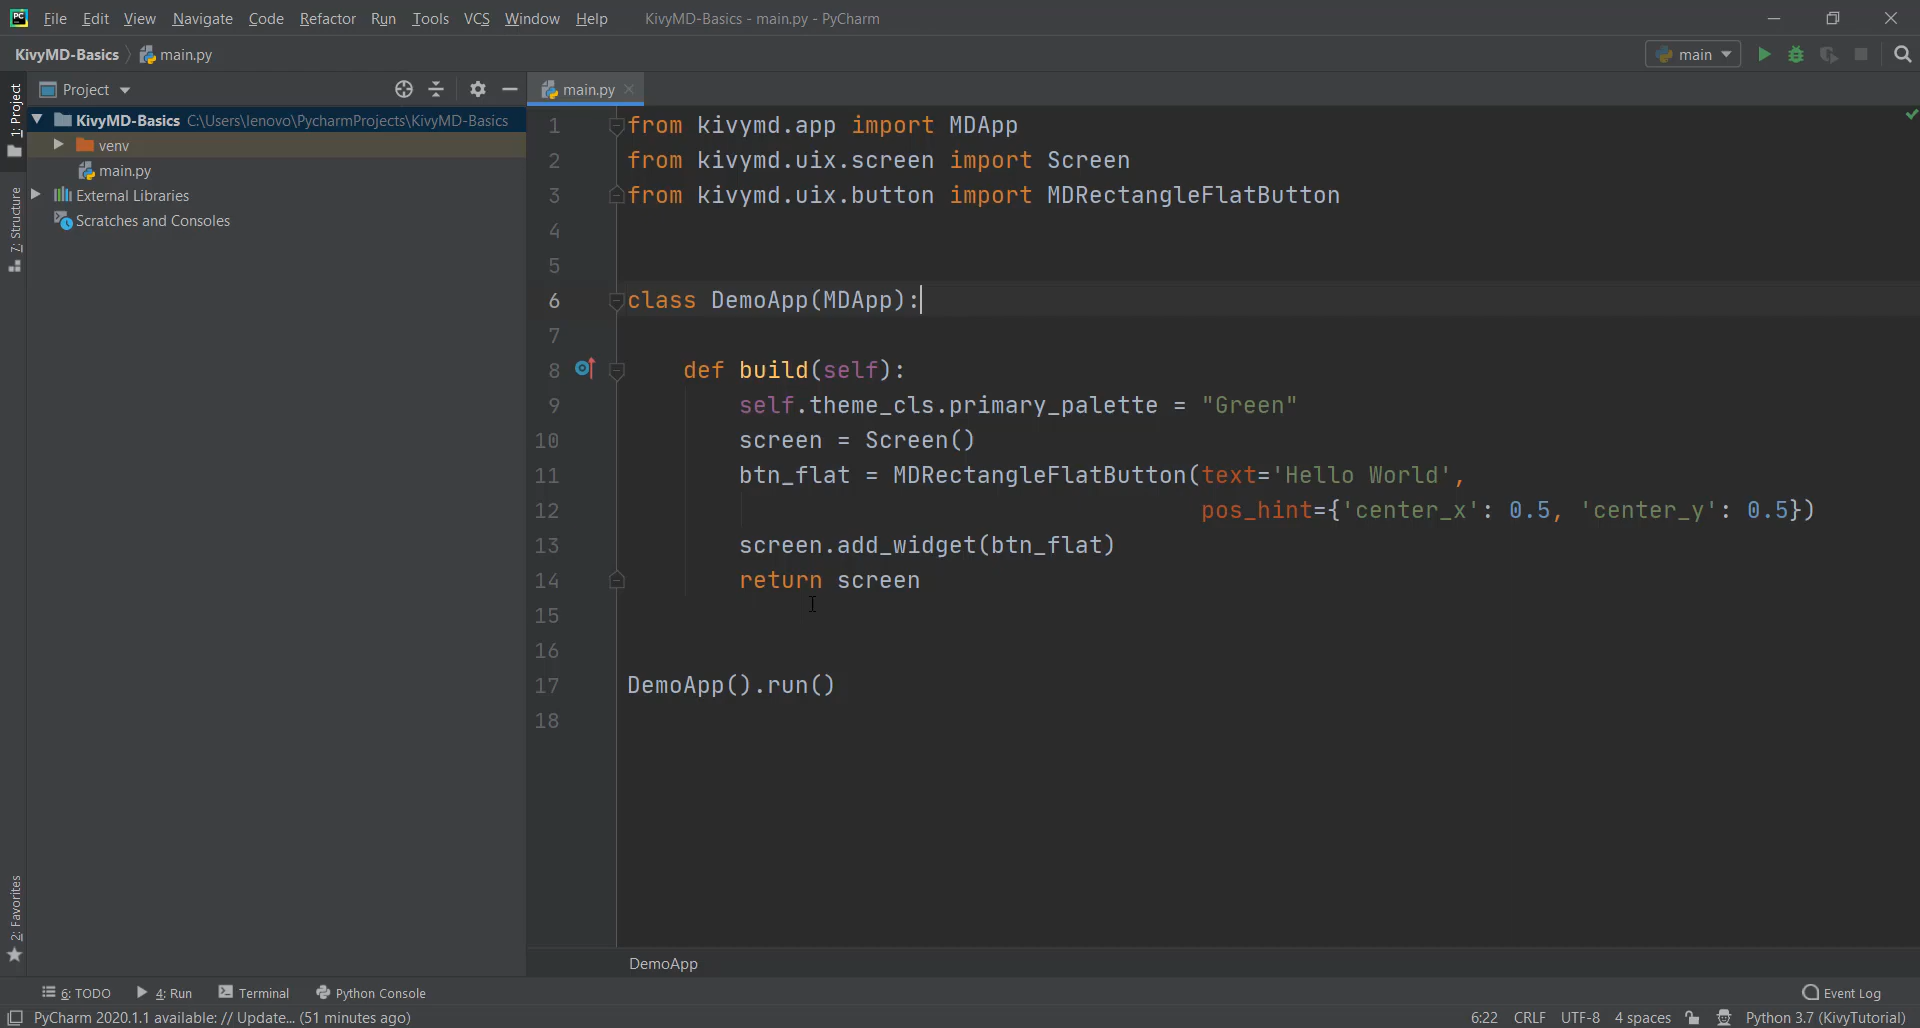 PC File Edit View Navigate Code Refactor Run Tools VCS Window Help KivyMD-Basics - main.py - PyCharm
KivyMD-Basics main.py main
1: Project
7: Structure
2: Favorites
Project
KivyMD-Basics C:\Users\lenovo\PycharmProjects\KivyMD-Basics
venv
main.py
External Libraries
Scratches and Consoles
main.py
1 from kivymd.app import MDApp
2 from kivymd.uix.screen import Screen
3 from kivymd.uix.button import MDRectangleFlatButton
4
5
6 class DemoApp(MDApp):
7
8 def build(self):
9 self.theme_cls.primary_palette = "Green"
10 screen = Screen()
11 btn_flat = MDRectangleFlatButton(text='Hello World',
12 pos_hint={'center_x': 0.5, 'center_y': 0.5})
13 screen.add_widget(btn_flat)
14 return screen
15
16
17 DemoApp().run()
18
DemoApp
6: TODO 4: Run Terminal Python Console Event Log
PyCharm 2020.1.1 available: // Update... (51 minutes ago) 6:22 CRLF UTF-8 4 spaces Python 3.7 (KivyTutorial)